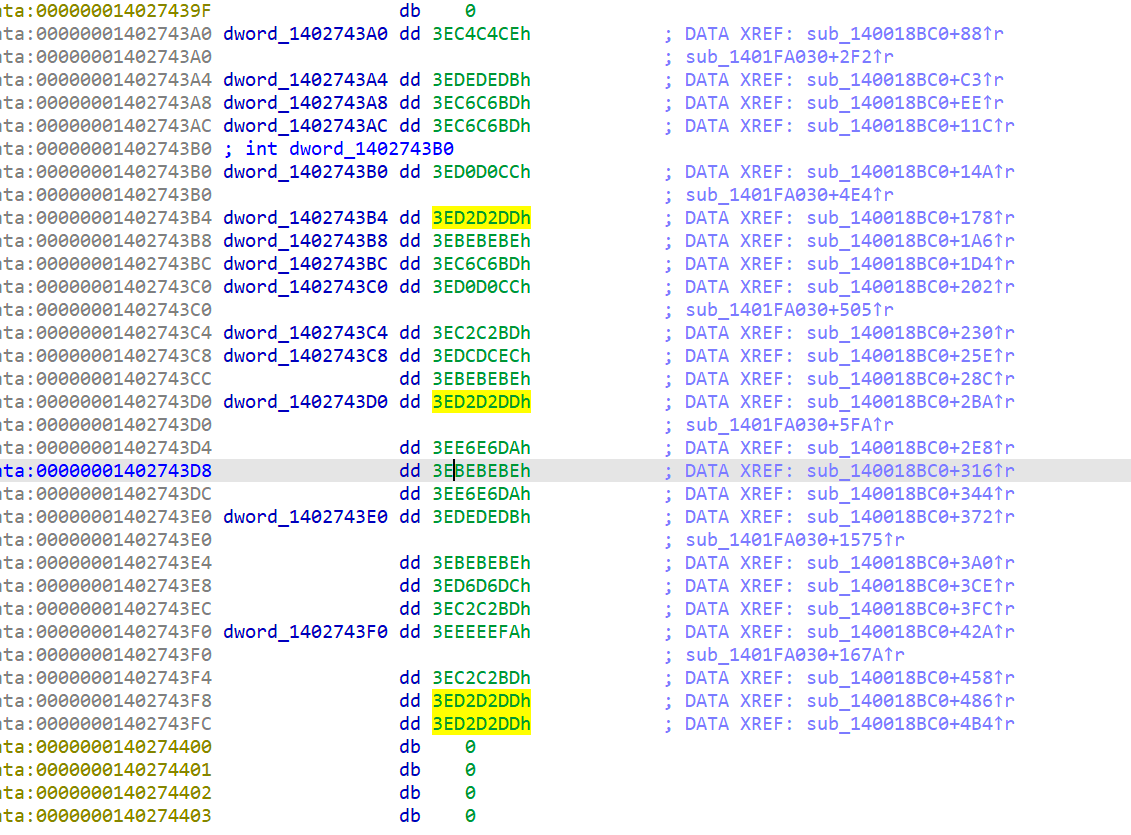 ata:000000014027439F db 0
ata:00000001402743A0 dword_1402743A0 dd 3EC4C4CEh ; DATA XREF: sub_140018BC0+88↑r
ata:00000001402743A0 ; sub_1401FA030+2F2↑r
ata:00000001402743A4 dword_1402743A4 dd 3EDEDEDBh ; DATA XREF: sub_140018BC0+C3↑r
ata:00000001402743A8 dword_1402743A8 dd 3EC6C6BDh ; DATA XREF: sub_140018BC0+EE↑r
ata:00000001402743AC dword_1402743AC dd 3EC6C6BDh ; DATA XREF: sub_140018BC0+11C↑r
ata:00000001402743B0 ; int dword_1402743B0
ata:00000001402743B0 dword_1402743B0 dd 3ED0D0CCh ; DATA XREF: sub_140018BC0+14A↑r
ata:00000001402743B0 ; sub_1401FA030+4E4↑r
ata:00000001402743B4 dword_1402743B4 dd 3ED2D2DDh ; DATA XREF: sub_140018BC0+178↑r
ata:00000001402743B8 dword_1402743B8 dd 3EBEBEBEh ; DATA XREF: sub_140018BC0+1A6↑r
ata:00000001402743BC dword_1402743BC dd 3EC6C6BDh ; DATA XREF: sub_140018BC0+1D4↑r
ata:00000001402743C0 dword_1402743C0 dd 3ED0D0CCh ; DATA XREF: sub_140018BC0+202↑r
ata:00000001402743C0 ; sub_1401FA030+505↑r
ata:00000001402743C4 dword_1402743C4 dd 3EC2C2BDh ; DATA XREF: sub_140018BC0+230↑r
ata:00000001402743C8 dword_1402743C8 dd 3EDCDCECh ; DATA XREF: sub_140018BC0+25E↑r
ata:00000001402743CC dd 3EBEBEBEh ; DATA XREF: sub_140018BC0+28C↑r
ata:00000001402743D0 dword_1402743D0 dd 3ED2D2DDh ; DATA XREF: sub_140018BC0+2BA↑r
ata:00000001402743D0 ; sub_1401FA030+5FA↑r
ata:00000001402743D4 dd 3EE6E6DAh ; DATA XREF: sub_140018BC0+2E8↑r
ata:00000001402743D8 dd 3EBEBEBEh ; DATA XREF: sub_140018BC0+316↑r
ata:00000001402743DC dd 3EE6E6DAh ; DATA XREF: sub_140018BC0+344↑r
ata:00000001402743E0 dword_1402743E0 dd 3EDEDEDBh ; DATA XREF: sub_140018BC0+372↑r
ata:00000001402743E0 ; sub_1401FA030+1575↑r
ata:00000001402743E4 dd 3EBEBEBEh ; DATA XREF: sub_140018BC0+3A0↑r
ata:00000001402743E8 dd 3ED6D6DCh ; DATA XREF: sub_140018BC0+3CE↑r
ata:00000001402743EC dd 3EC2C2BDh ; DATA XREF: sub_140018BC0+3FC↑r
ata:00000001402743F0 dword_1402743F0 dd 3EEEEEFAh ; DATA XREF: sub_140018BC0+42A↑r
ata:00000001402743F0 ; sub_1401FA030+167A↑r
ata:00000001402743F4 dd 3EC2C2BDh ; DATA XREF: sub_140018BC0+458↑r
ata:00000001402743F8 dd 3ED2D2DDh ; DATA XREF: sub_140018BC0+486↑r
ata:00000001402743FC dd 3ED2D2DDh ; DATA XREF: sub_140018BC0+4B4↑r
ata:0000000140274400 db 0
ata:0000000140274401 db 0
ata:0000000140274402 db 0
ata:0000000140274403 db 0